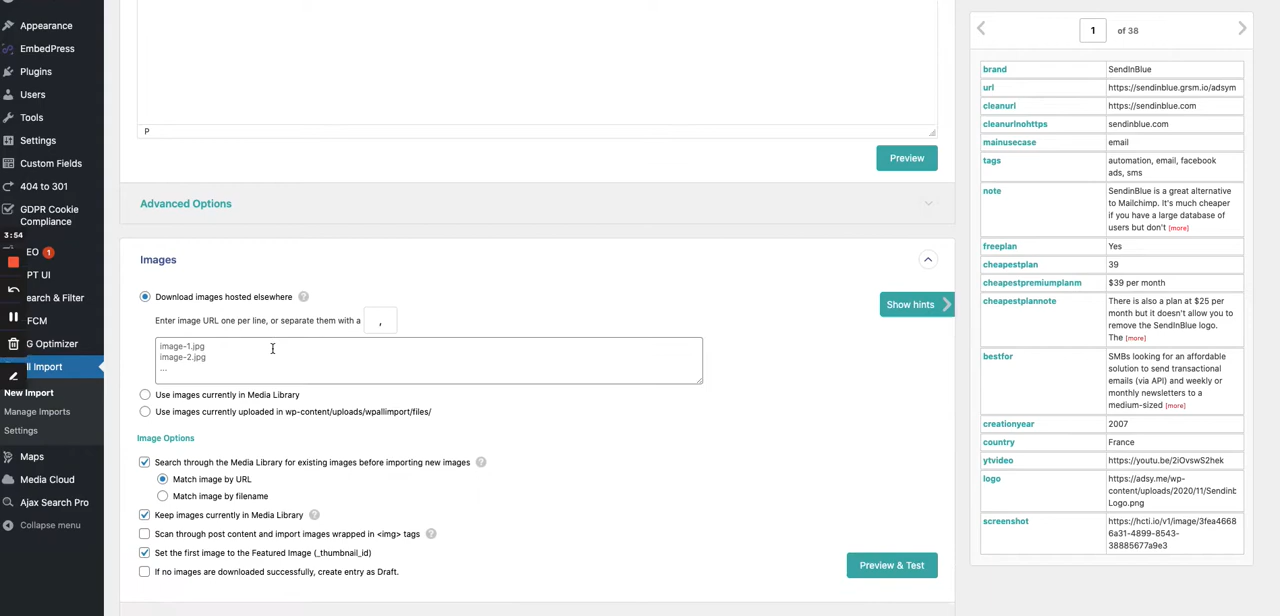 Appearance
EmbedPress
Plugins
Users
Tools
Settings
Custom Fields
404 to 301
GDPR Cookie
Compliance
3:54
EO 1
PT UI
earch & Filter
FCM
G Optimizer
ll Import
New Import
Manage Imports
Settings
Maps
Media Cloud
Ajax Search Pro
Collapse menu
P
Preview
Advanced Options
Images
Download images hosted elsewhere ?
Show hints
Enter image URL one per line, or separate them with a ,
image-1.jpg
image-2.jpg
...
Use images currently in Media Library
Use images currently uploaded in wp-content/uploads/wpallimport/files/
Image Options
Search through the Media Library for existing images before importing new images ?
Match image by URL
Match image by filename
Keep images currently in Media Library ?
Scan through post content and import images wrapped in <img> tags ?
Set the first image to the Featured Image (_thumbnail_id)
If no images are downloaded successfully, create entry as Draft.
Preview & Test
1 of 38
brand SendInBlue
url https://sendinblue.grsm.io/adsym
cleanurl https://sendinblue.com
cleanurlnohttps sendinblue.com
mainusecase email
tags automation, email, facebook
ads, sms
note SendinBlue is a great alternative
to Mailchimp. It's much cheaper
if you have a large database of
users but don't [more]
freeplan Yes
cheapestplan 39
cheapestpremiumplanm $39 per month
cheapestplannote There is also a plan at $25 per
month but it doesn't allow you to
remove the SendInBlue logo.
The [more]
bestfor SMBs looking for an affordable
solution to send transactional
emails (via API) and weekly or
monthly newsletters to a
medium-sized [more]
creationyear 2007
country France
ytvideo https://youtu.be/2iOvswS2hek
logo https://adsy.me/wp-
content/uploads/2020/11/Sendinb
Logo.png
screenshot https://hcti.io/v1/image/3fea4668
6a31-4899-8543-
38885677a9e3